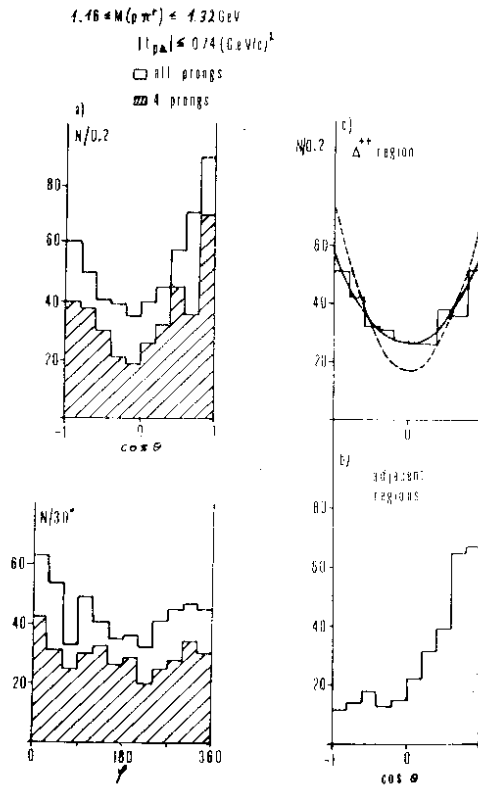 1.16 ≤ M(pπ⁺) ≤ 1.32 GeV
|t_pΔ| ≤ 0.74 (GeV/c)²
all prongs
4 prongs
a)
N/0.2
80
60
40
20
-1 0 1
cos θ
c)
N/0.2
Δ⁺⁺ region
60
40
20
0
N/30°
60
40
20
0 180 360
φ
b)
adjacent
regions
80
60
40
20
-1 0
cos θ